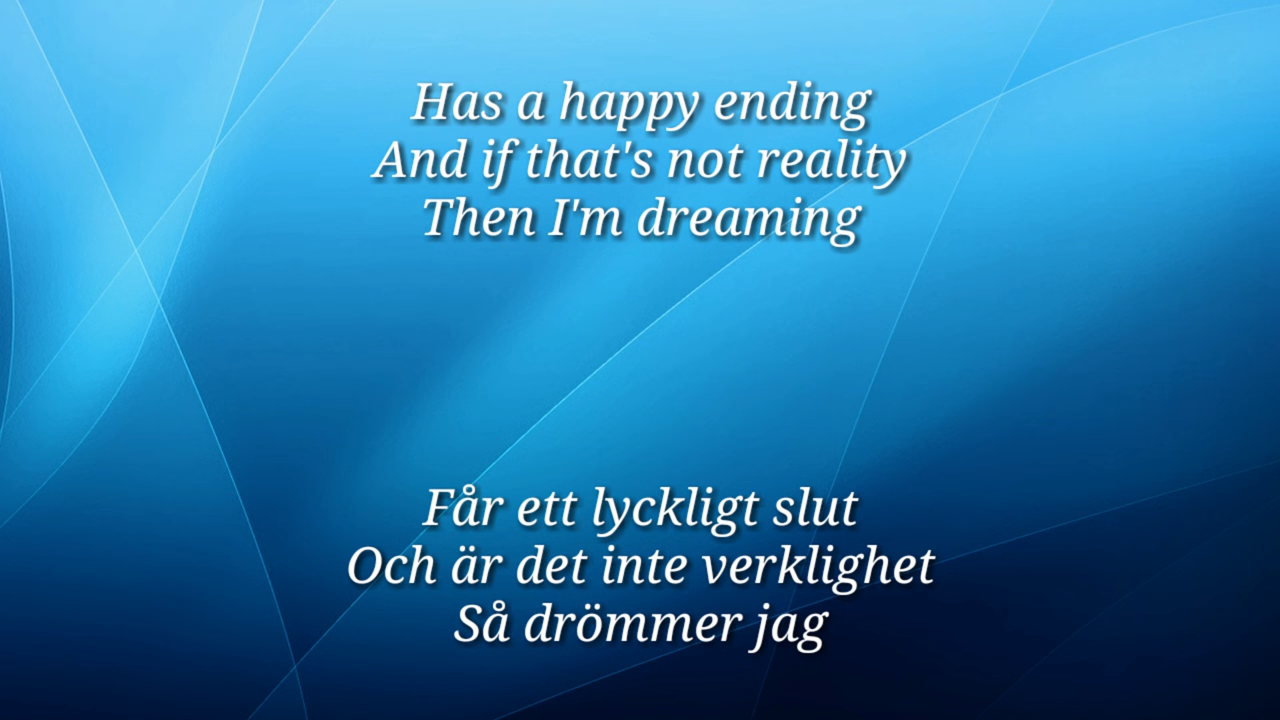 Has a happy ending
And if that's not reality
Then I'm dreaming
Får ett lyckligt slut
Och är det inte verklighet
Så drömmer jag